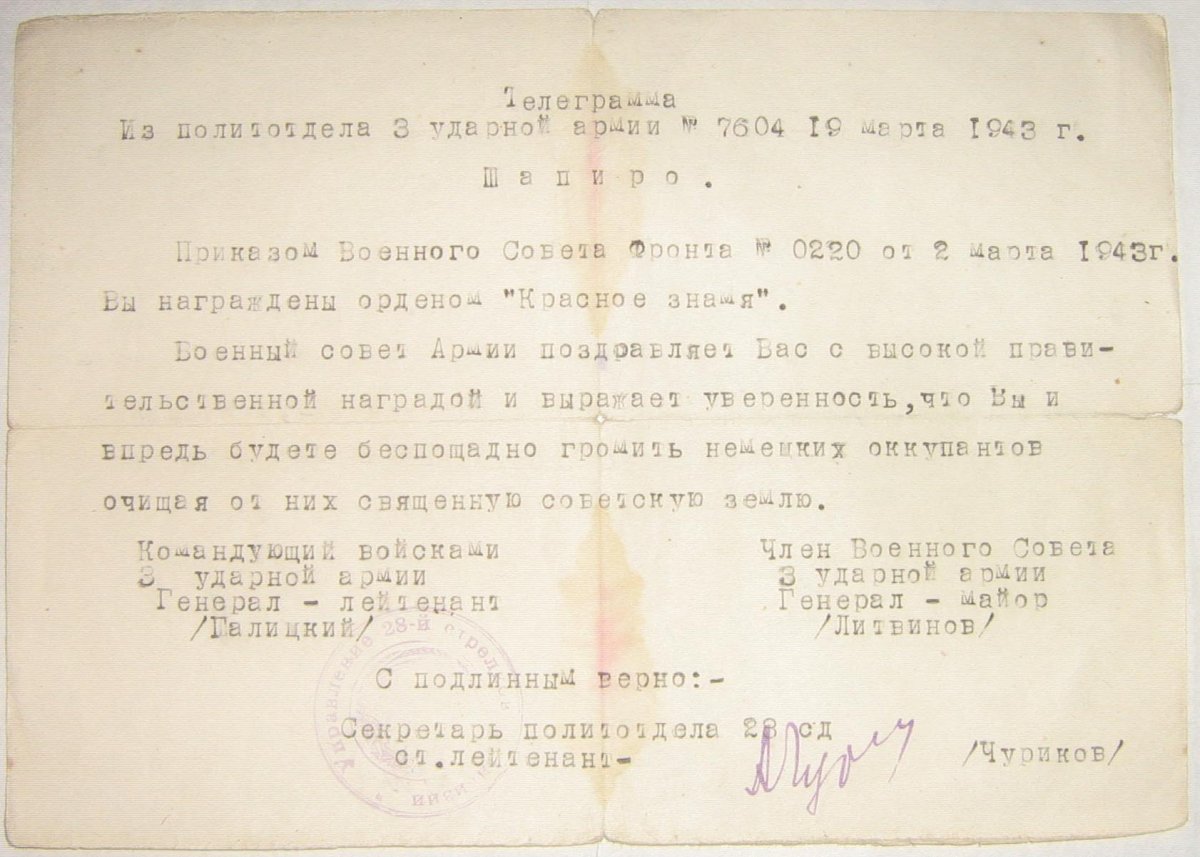 Телеграмма
Из политотдела 3 ударной армии № 7604 19 марта 1943 г.
Шапиро.
Приказом Военного Совета Фронта № 0220 от 2 марта 1943г.
Вы награждены орденом "Красное знамя".
Военный совет Армии поздравляет Вас с высокой прави-
тельственной наградой и выражает уверенность,что Вы и
впредь будете беспощадно громить немецких оккупантов
очищая от них священную советскую землю.
Командующий войсками
3 ударной армии
Генерал - лейтенант
/Галицкий/
Член Военного Совета
3 ударной армии
Генерал - майор
/Литвинов/
С подлинным верно:-
Секретарь политотдела 28 сд
ст.лейтенант-
/Чуриков/
Управление 28-й